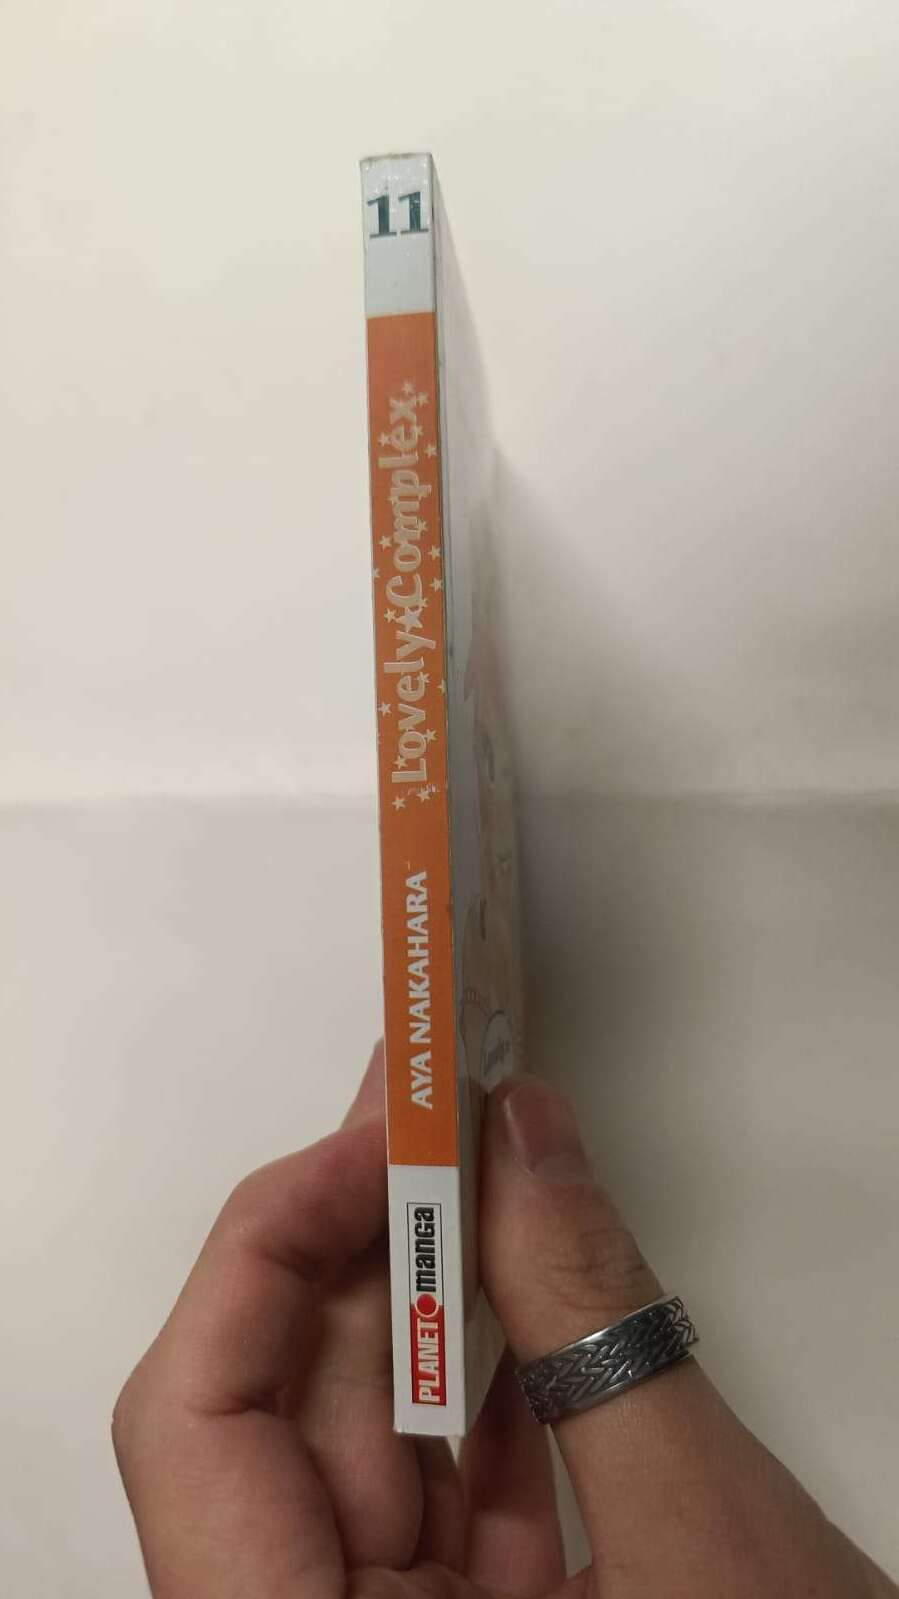 11
Lovely★Complex
AYA NAKAHARA
PLANET manga